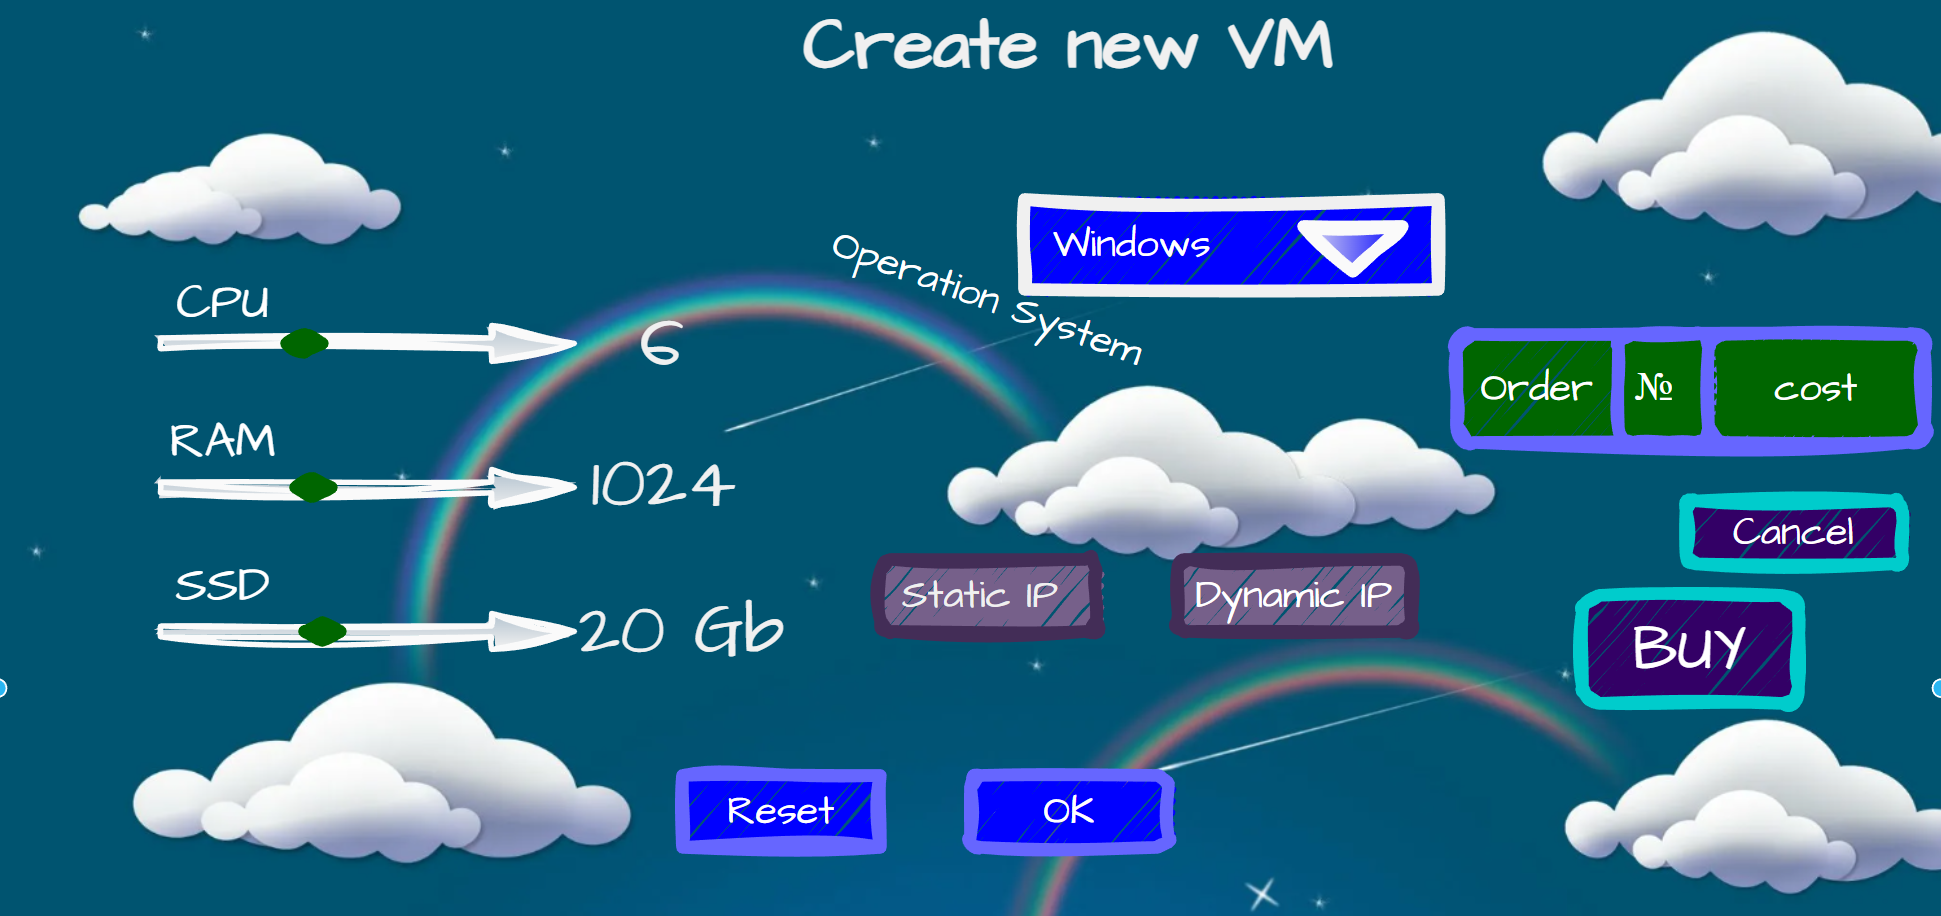 Create new VM
Windows
Operation System
CPU
6
RAM
1024
SSD
20 Gb
Order № cost
Cancel
Static IP
Dynamic IP
BUY
Reset
OK